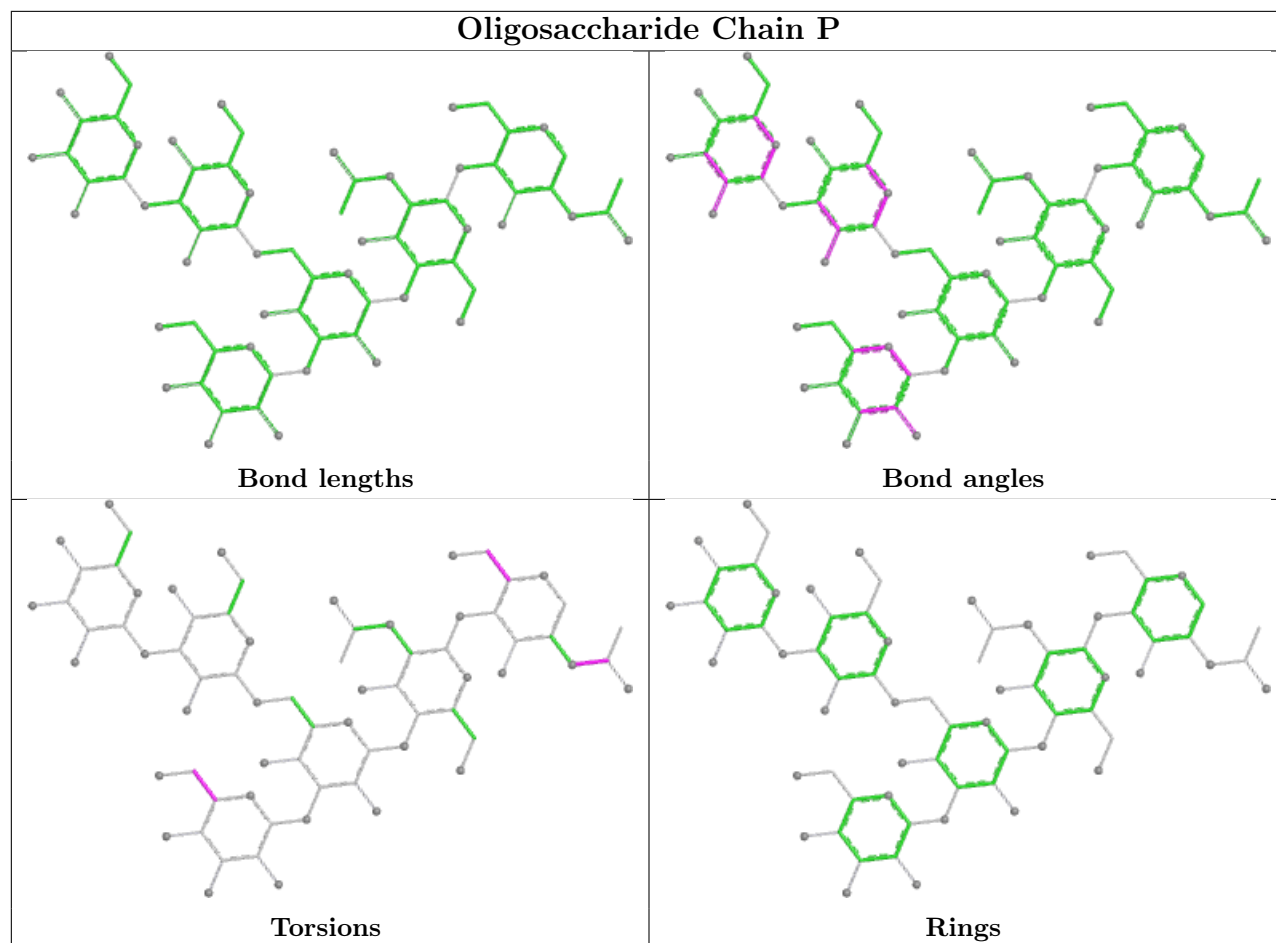 Oligosaccharide Chain P
Bond lengths
Bond angles
Torsions
Rings